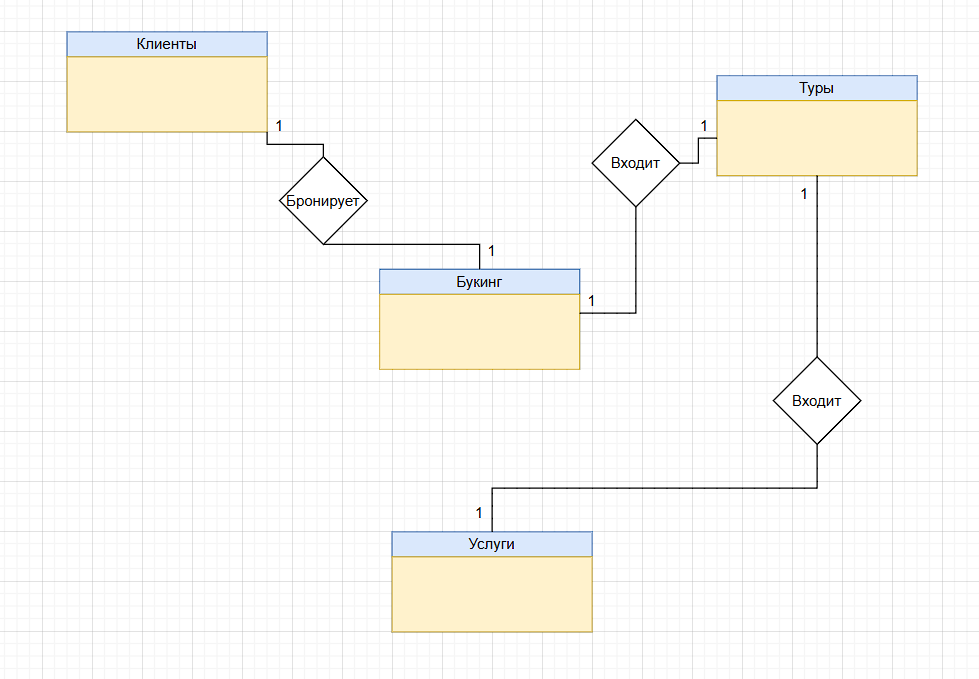 Клиенты
1
Бронирует
1
Букинг
1
Входит
1
Туры
1
Входит
1
Услуги